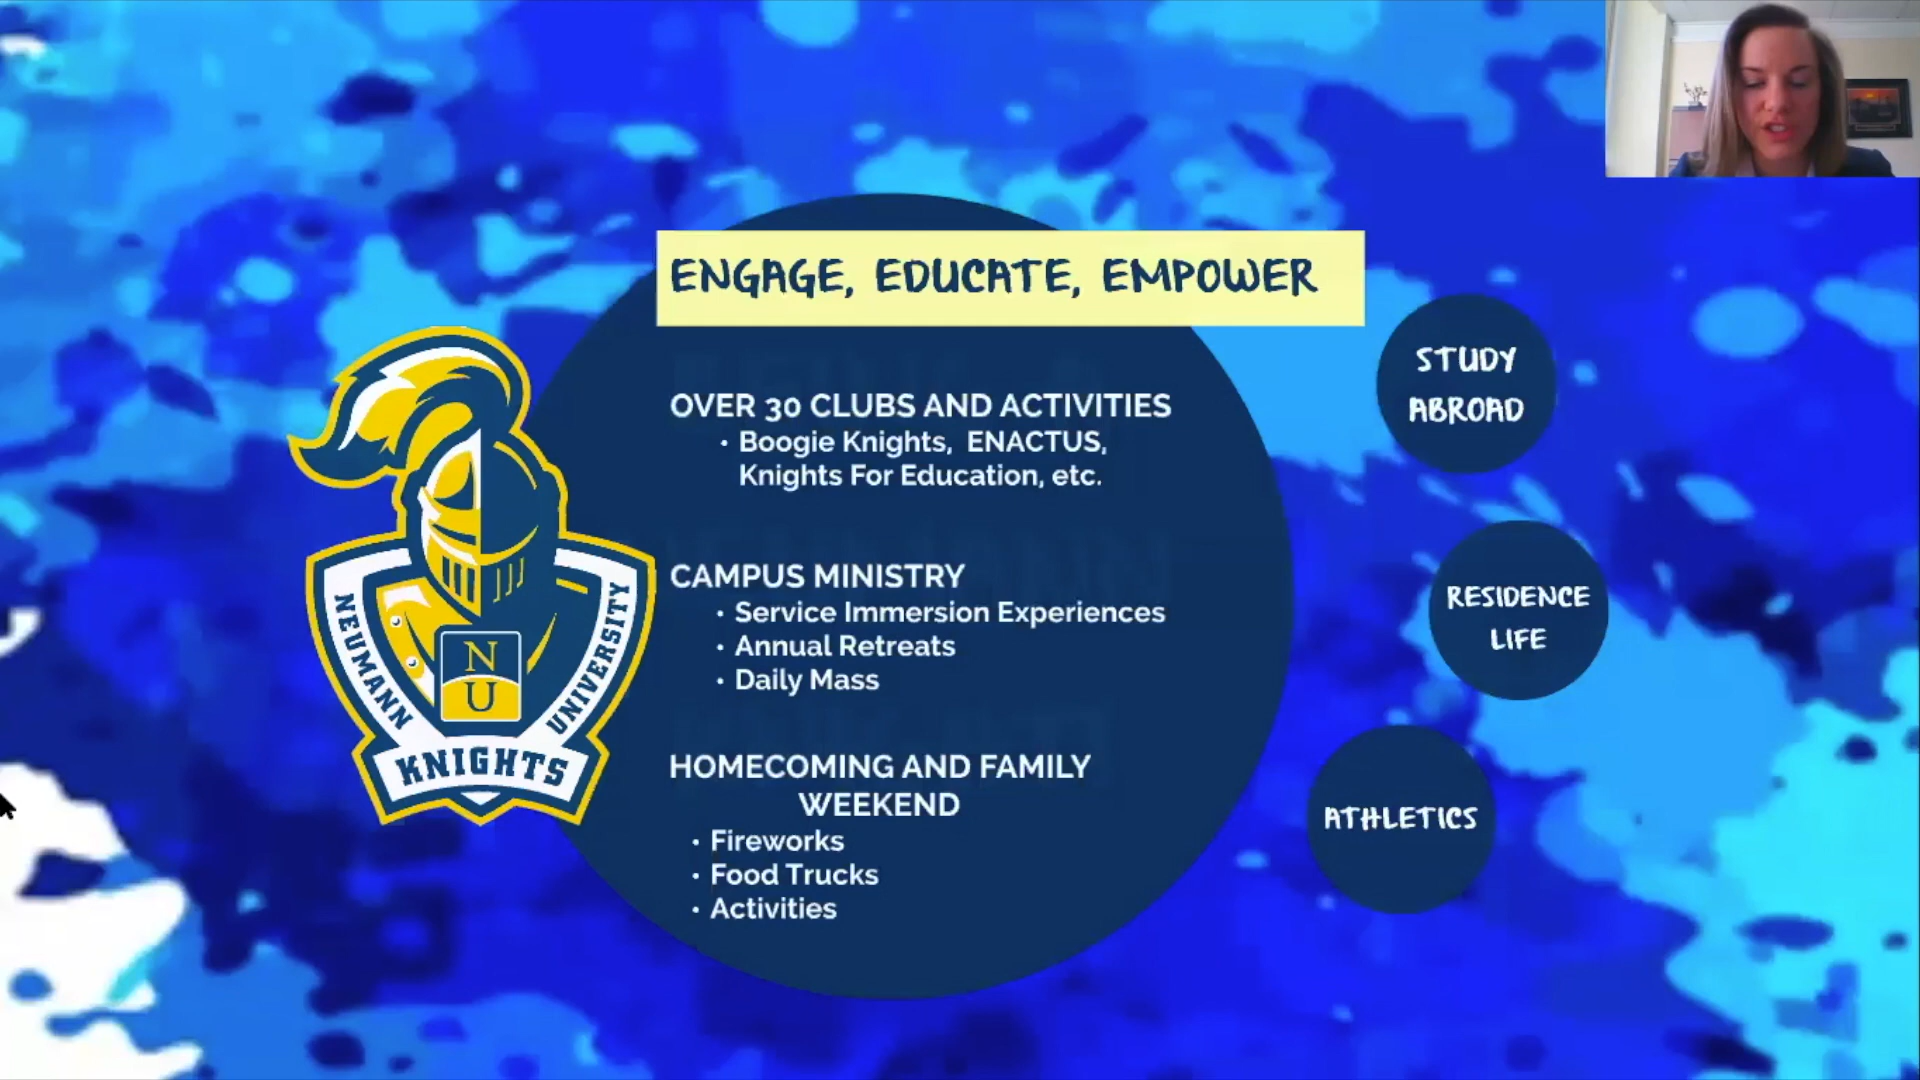 ENGAGE, EDUCATE, EMPOWER
OVER 30 CLUBS AND ACTIVITIES
• Boogie Knights, ENACTUS,
Knights For Education, etc.
CAMPUS MINISTRY
• Service Immersion Experiences
• Annual Retreats
• Daily Mass
HOMECOMING AND FAMILY
WEEKEND
• Fireworks
• Food Trucks
• Activities
NEUMANN
UNIVERSITY
N
U
KNIGHTS
STUDY
ABROAD
RESIDENCE
LIFE
ATHLETICS